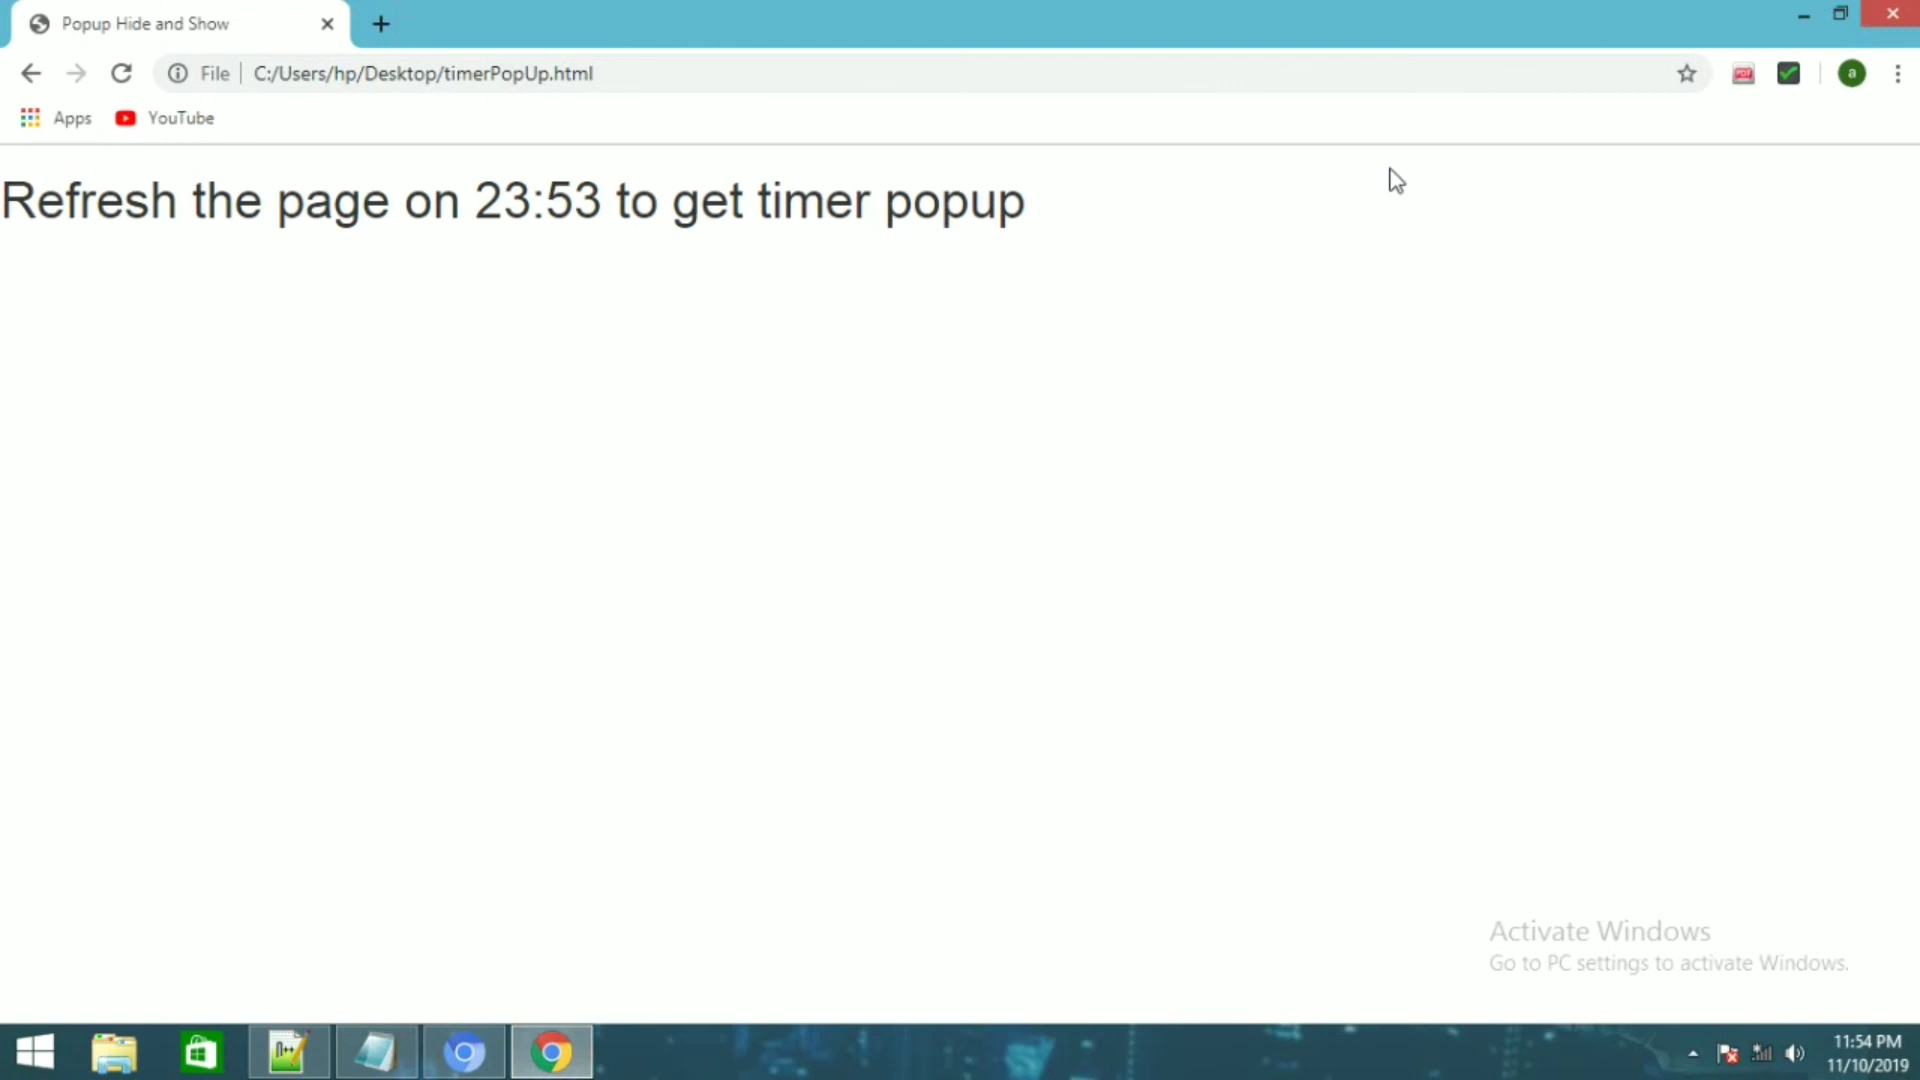 Popup Hide and Show
File
C:/Users/hp/Desktop/timerPopUp.html
a
Apps
YouTube
Refresh the page on 23:53 to get timer popup
Activate Windows
Go to PC settings to activate Windows.
11:54 PM
11/10/2019